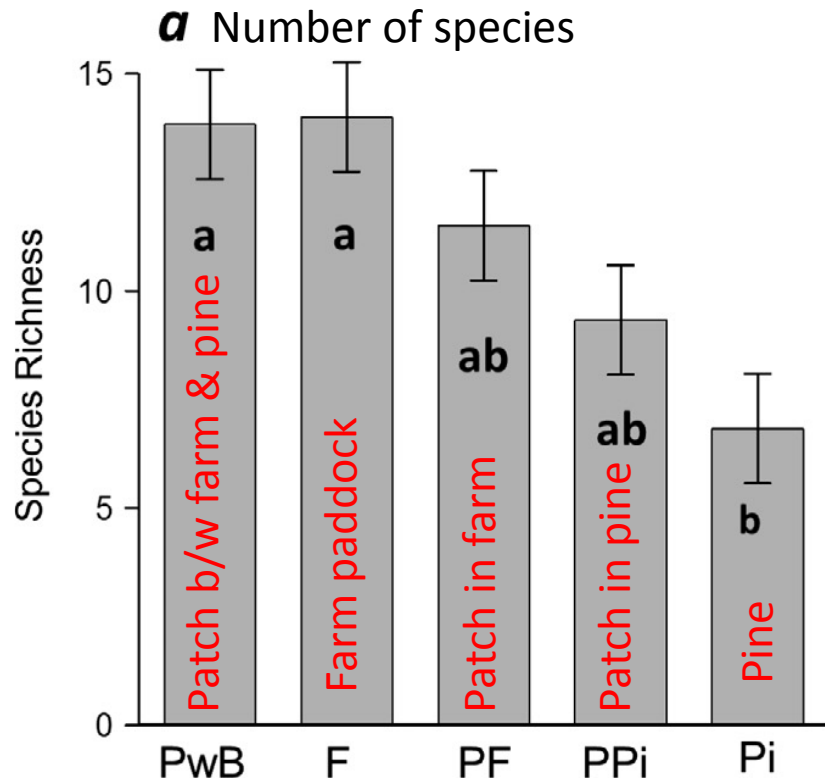 a Number of species
Species Richness
15
10
5
0
a
a
ab
ab
b
Patch b/w farm & pine
Farm paddock
Patch in farm
Patch in pine
Pine
PwB
F
PF
PPi
Pi